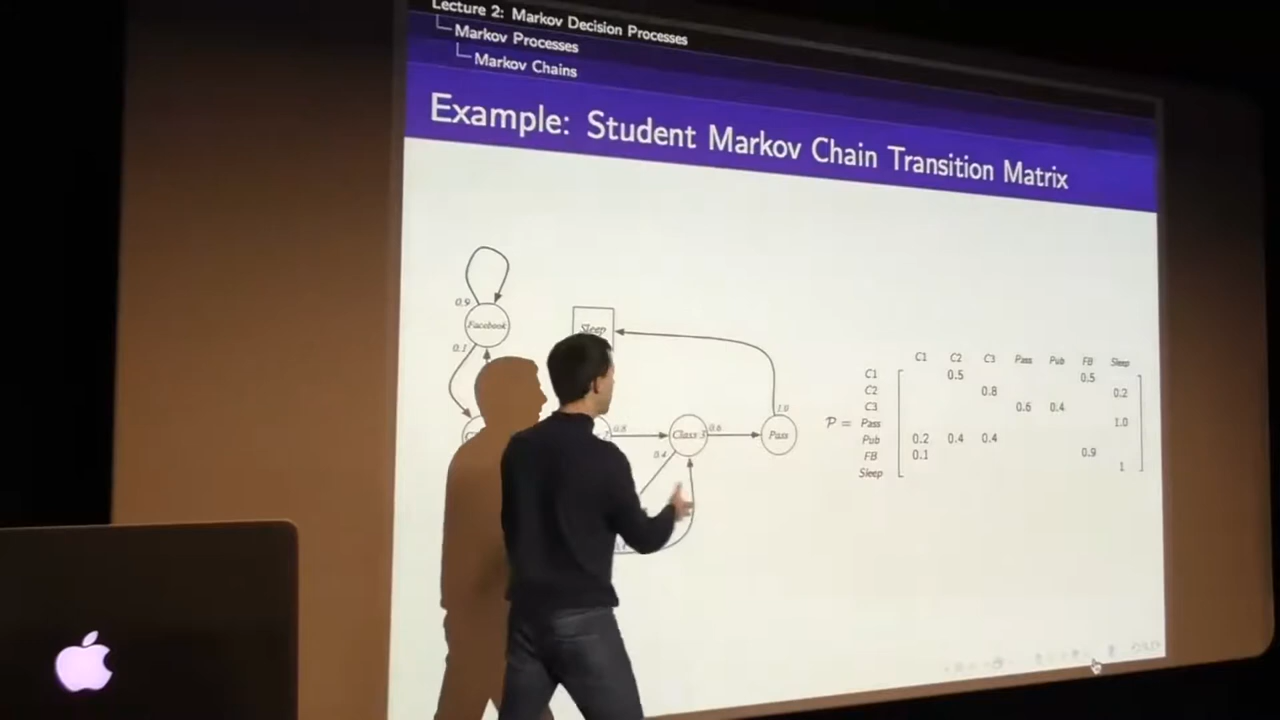 Lecture 2: Markov Decision Processes
Markov Processes
Markov Chains
Example: Student Markov Chain Transition Matrix
0.9
Facebook
0.1
Sleep
0.8
Class 3
0.6
Pass
1.0
0.4
C1 C2 C3 Pass Pub FB Sleep
C1 0.5 0.5
C2 0.8 0.2
C3 0.6 0.4
P = Pass 1.0
Pub 0.2 0.4 0.4
FB 0.1 0.9
Sleep 1